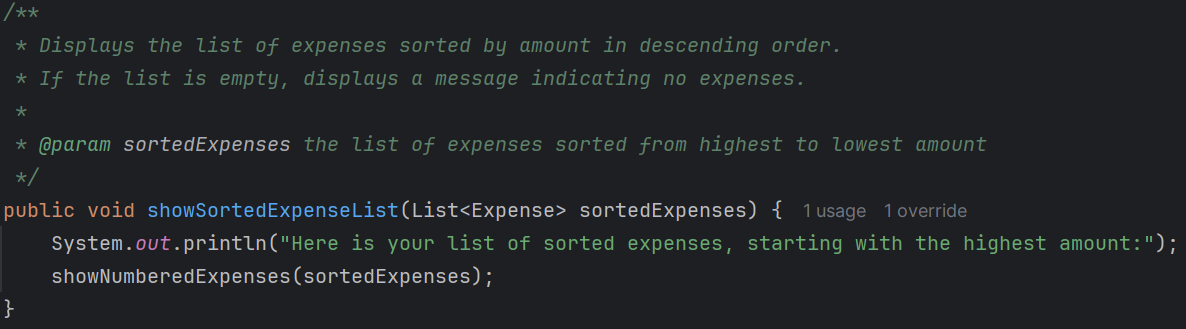 /**
 * Displays the list of expenses sorted by amount in descending order.
 * If the list is empty, displays a message indicating no expenses.
 *
 * @param sortedExpenses the list of expenses sorted from highest to lowest amount
 */
public void showSortedExpenseList(List<Expense> sortedExpenses) { 1 usage 1 override
    System.out.println("Here is your list of sorted expenses, starting with the highest amount:");
    showNumberedExpenses(sortedExpenses);
}